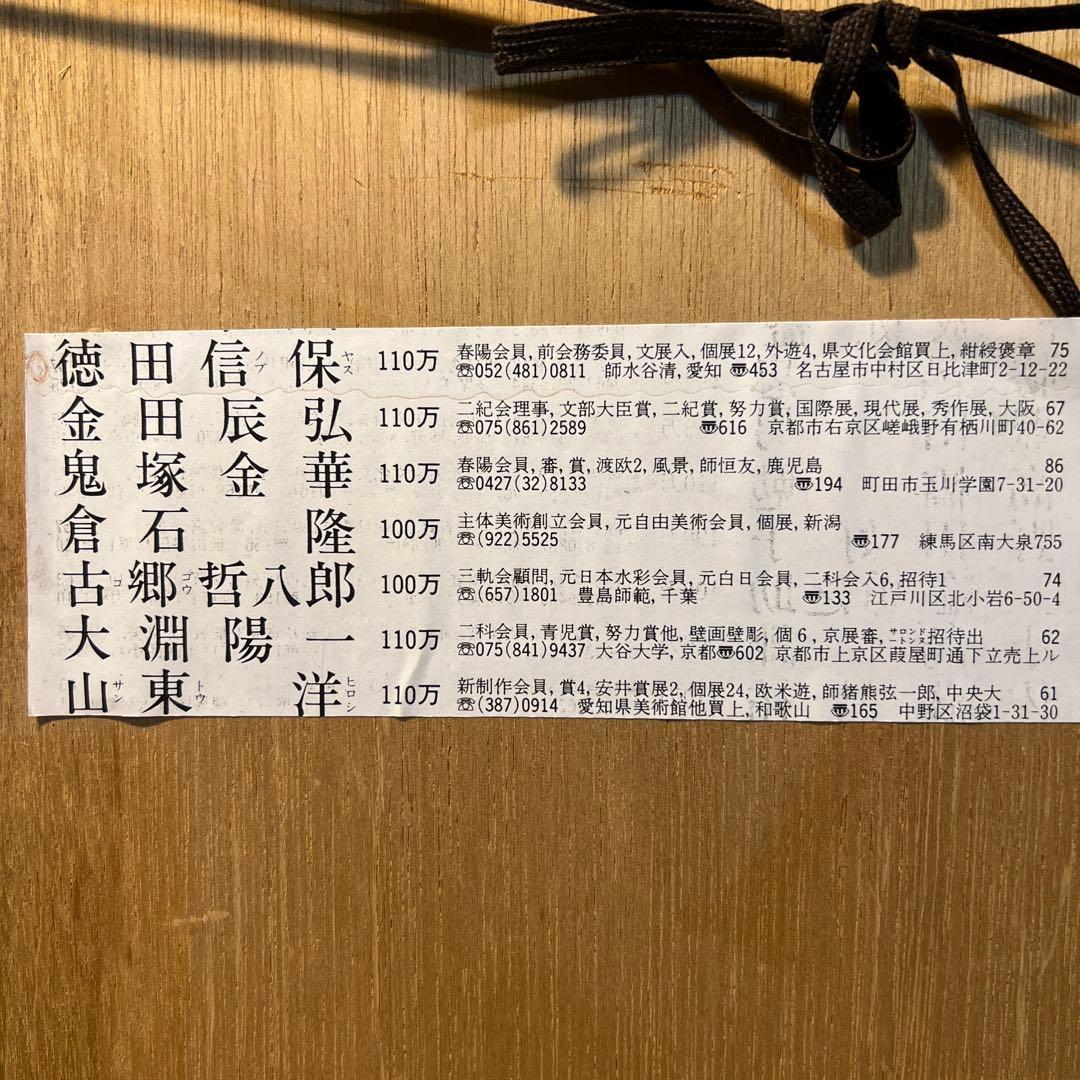 徳田信ノブ保ヤス 110万 春陽会員,前会務委員,文展入,個展12,外遊4,県文化会館買上,紺綬褒章 75
☏052(481)0811 師水谷清,愛知 〠453 名古屋市中村区日比津町2-12-22
金田辰弘 110万 二紀会理事,文部大臣賞,二紀賞,努力賞,国際展,現代展,秀作展,大阪 67
☏075(861)2589 〠616 京都市右京区嵯峨野有栖川町40-62
鬼塚金華 110万 春陽会員,審,賞,渡欧2,風景,師恒友,鹿児島 86
☏0427(32)8133 〠194 町田市玉川学園7-31-20
倉石隆 100万 主体美術創立会員,元自由美術会員,個展,新潟
☏(922)5525 〠177 練馬区南大泉755
古ゴ郷ゴウ哲八郎 100万 三軌会顧問,元日本水彩会員,元白日会員,二科会入6,招待1 74
☏(657)1801 豊島師範,千葉 〠133 江戸川区北小岩6-50-4
大淵陽一 110万 二科会員,青児賞,努力賞他,壁画壁彫,個6,京展審,サロンドートンヌ招待出 62
☏075(841)9437 大谷大学,京都〠602 京都市上京区葭屋町通下立売上ル
山サン東トウ洋ヒロシ 110万 新制作会員,賞4,安井賞展2,個展24,欧米遊,師猪熊弦一郎,中央大 61
☏(387)0914 愛知県美術館他買上,和歌山 〠165 中野区沼袋1-31-30